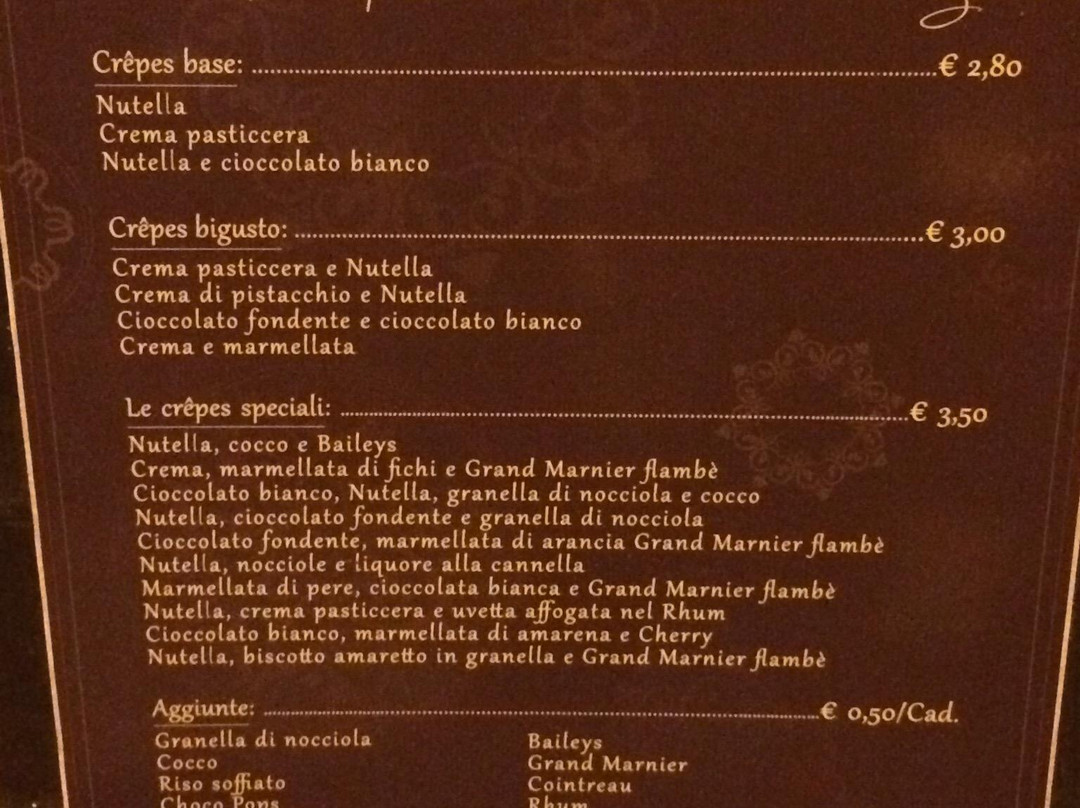 Crêpes base: € 2,80
Nutella
Crema pasticcera
Nutella e cioccolato bianco
Crêpes bigusto: € 3,00
Crema pasticcera e Nutella
Crema di pistacchio e Nutella
Cioccolato fondente e cioccolato bianco
Crema e marmellata
Le crêpes speciali: € 3,50
Nutella, cocco e Baileys
Crema, marmellata di fichi e Grand Marnier flambè
Cioccolato bianco, Nutella, granella di nocciola e cocco
Nutella, cioccolato fondente e granella di nocciola
Cioccolato fondente, marmellata di arancia Grand Marnier flambè
Nutella, nocciole e liquore alla cannella
Marmellata di pere, cioccolata bianca e Grand Marnier flambè
Nutella, crema pasticcera e uvetta affogata nel Rhum
Cioccolato bianco, marmellata di amarena e Cherry
Nutella, biscotto amaretto in granella e Grand Marnier flambè
Aggiunte: € 0,50/Cad.
Granella di nocciola Baileys
Cocco Grand Marnier
Riso soffiato Cointreau
Choco Pops Rhum